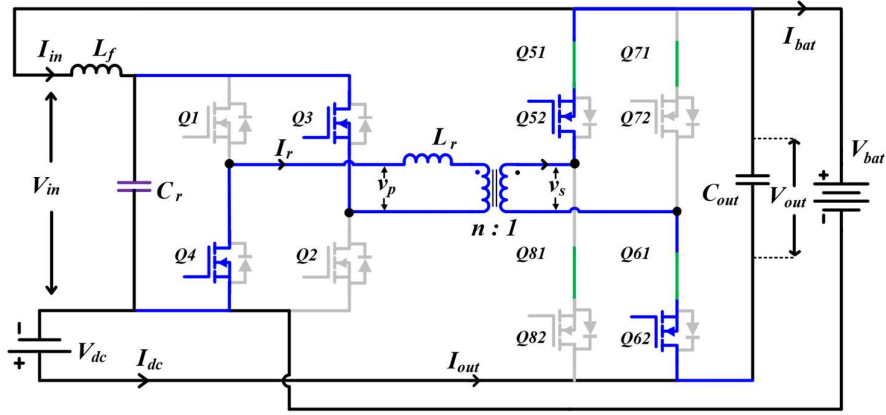 I_in
L_f
Q51
Q71
I_bat
Q1
Q3
Q52
Q72
I_r
L_r
V_in
C_r
v_p
v_s
V_bat
C_out
V_out
n : 1
Q4
Q2
Q81
Q61
V_dc
Q82
Q62
I_dc
I_out